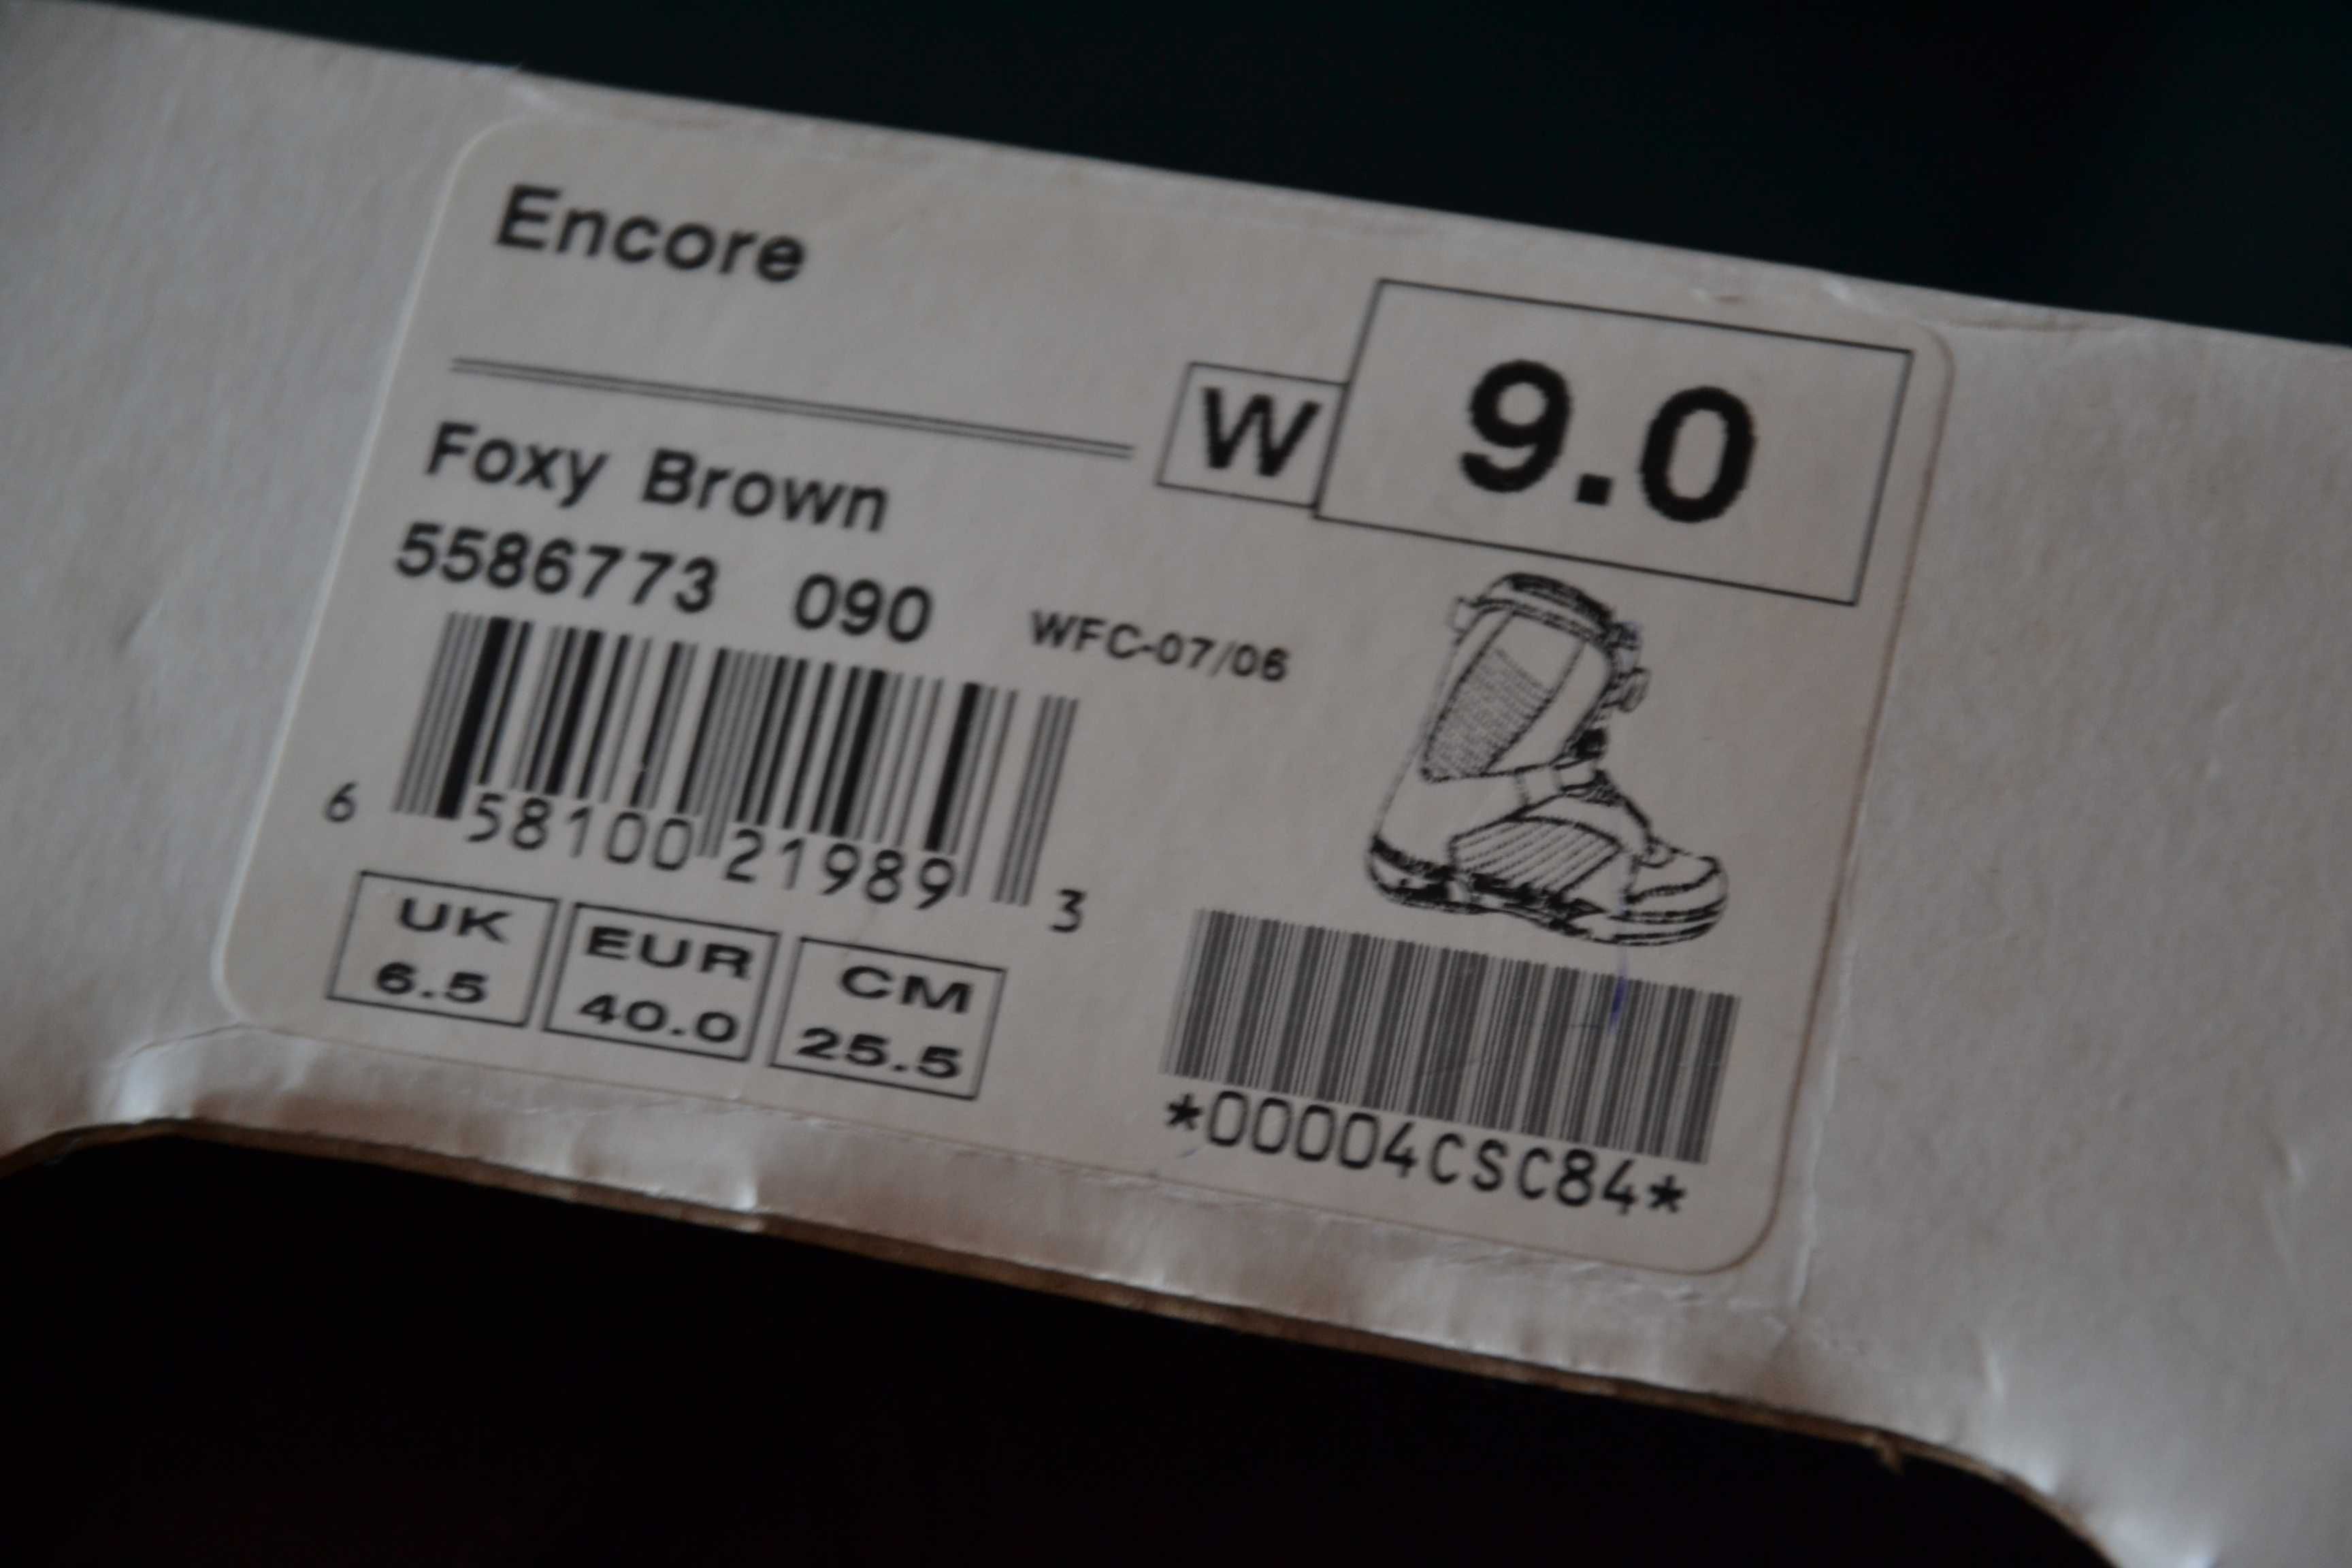 Encore
W 9.0
Foxy Brown
5586773 090
WFC-07/06
6 58100 21989 3
UK EUR CM
6.5 40.0 25.5
*00004CSC84*